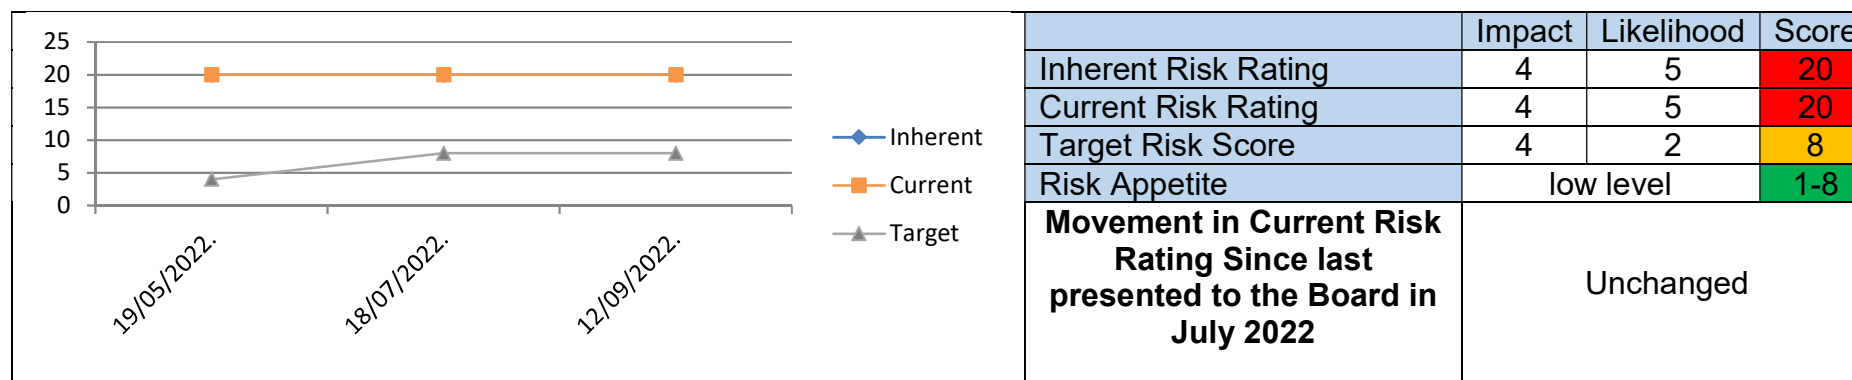 25
20
15
10
5
0
19/05/2022.
18/07/2022.
12/09/2022.
Inherent
Current
Target
Impact Likelihood Score
Inherent Risk Rating 4 5 20
Current Risk Rating 4 5 20
Target Risk Score 4 2 8
Risk Appetite low level 1-8
Movement in Current Risk
Rating Since last
presented to the Board in
July 2022
Unchanged